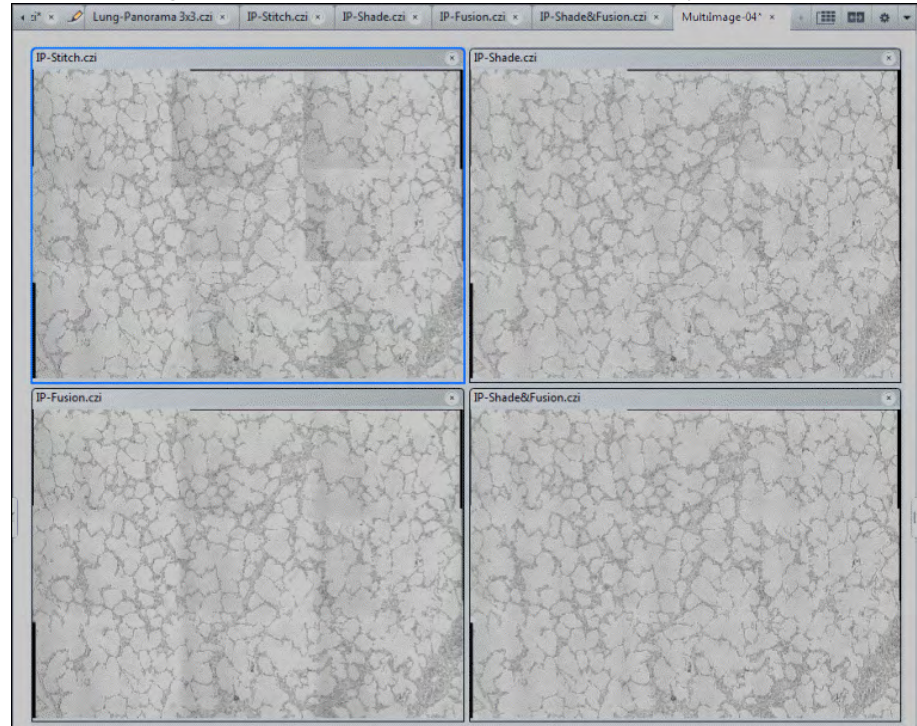 Lung-Panorama 3x3.czi IP-Stitch.czi IP-Shade.czi IP-Fusion.czi IP-Shade&Fusion.czi MultiImage-04*
IP-Stitch.czi
IP-Shade.czi
IP-Fusion.czi
IP-Shade&Fusion.czi